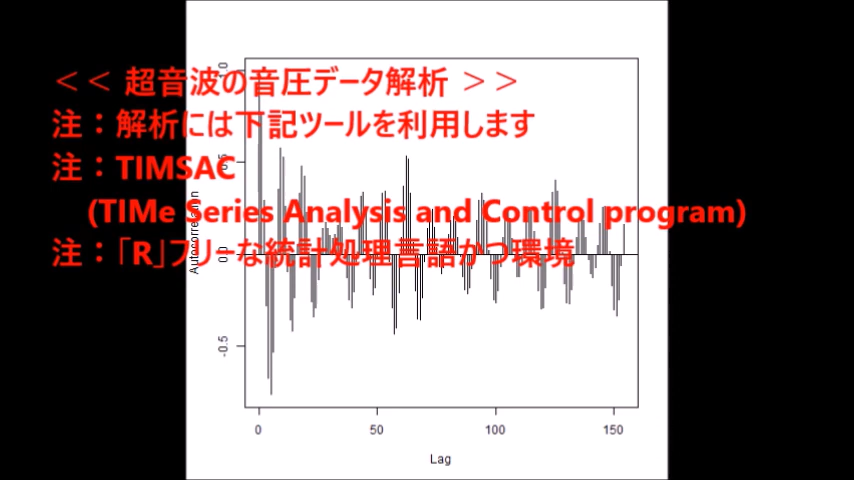 << 超音波の音圧データ解析 >>
注：解析には下記ツールを利用します
注：TIMSAC
(TIMe Series Analysis and Control program)
注：「R」フリーな統計処理言語かつ環境
Autocorrelation
1.0
0.5
0.0
-0.5
0 50 100 150
Lag